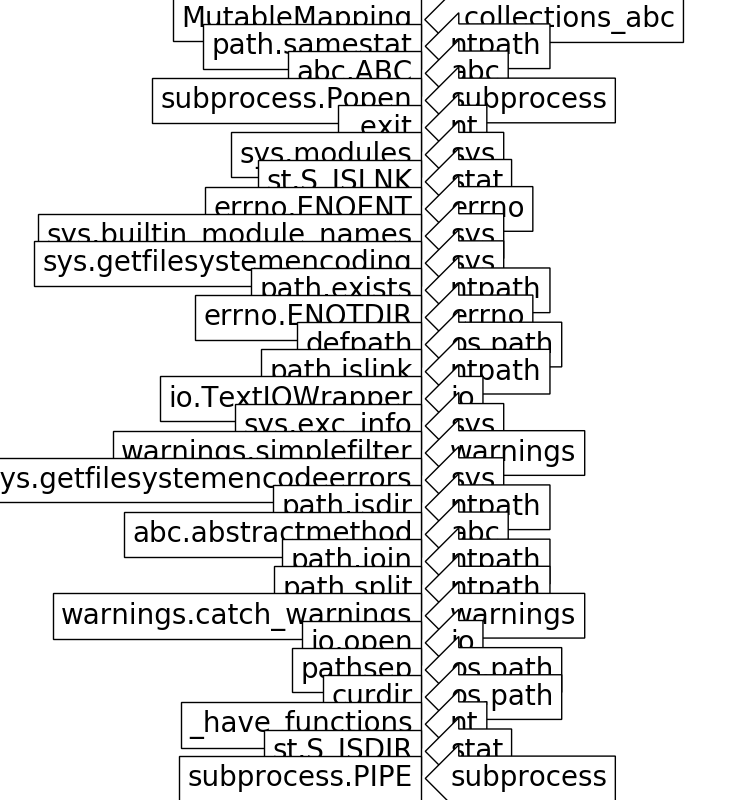 MutableMapping collections_abc
path.samestat ntpath
abc.ABC abc
subprocess.Popen subprocess
exit nt
sys.modules sys
st.S_ISLNK stat
errno.ENOENT errno
sys.builtin_module_names sys
sys.getfilesystemencoding sys
path.exists ntpath
errno.ENOTDIR errno
defpath os.path
path.islink ntpath
io.TextIOWrapper io
sys.exc_info sys
warnings.simplefilter warnings
ys.getfilesystemencodeerrors sys
path.isdir ntpath
abc.abstractmethod abc
path.join ntpath
path.split ntpath
warnings.catch_warnings warnings
io.open io
pathsep os.path
curdir os.path
_have_functions nt
st.S_ISDIR stat
subprocess.PIPE subprocess